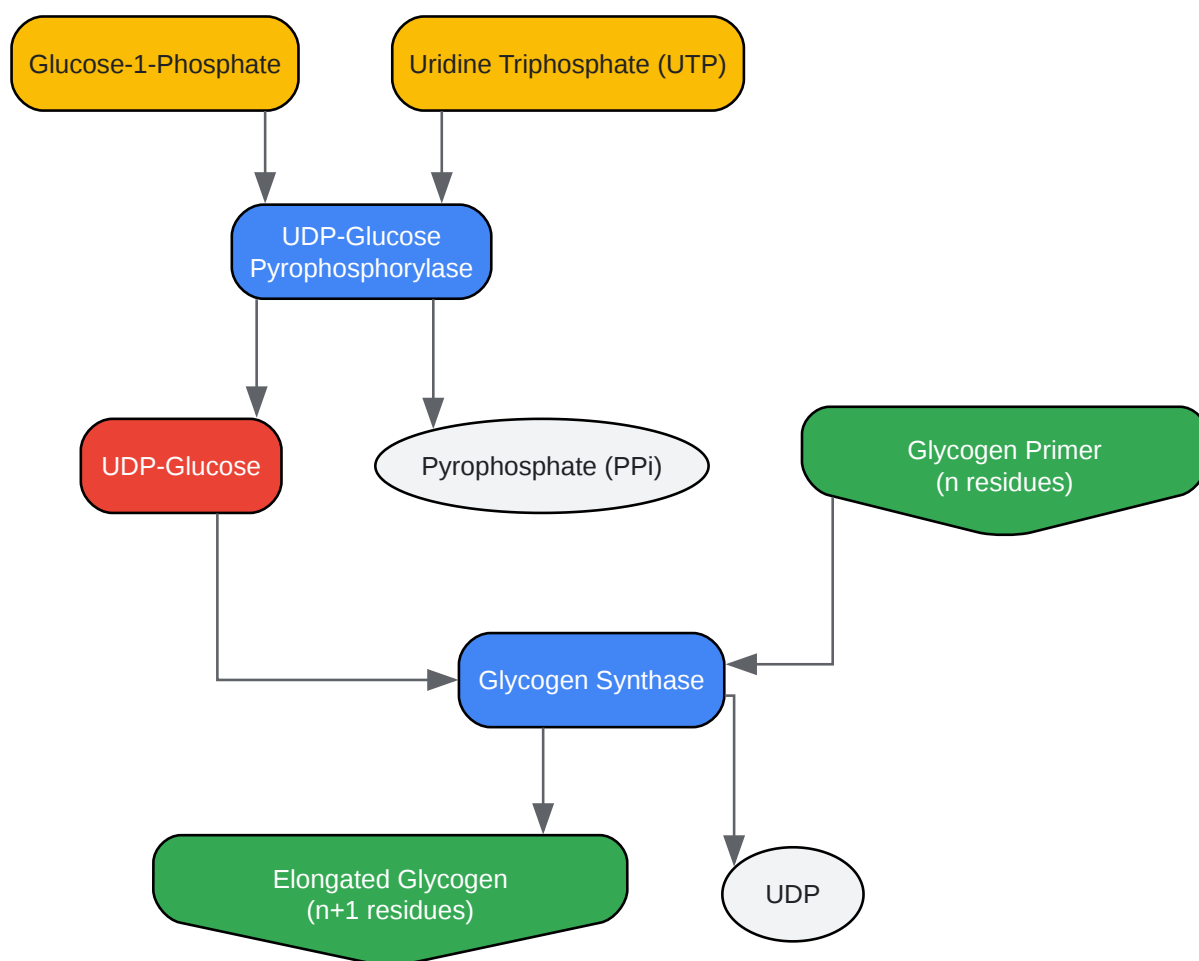 Glucose-1-Phosphate
Uridine Triphosphate (UTP)
UDP-Glucose
Pyrophosphorylase
UDP-Glucose
Pyrophosphate (PPi)
Glycogen Primer
(n residues)
Glycogen Synthase
Elongated Glycogen
(n+1 residues)
UDP